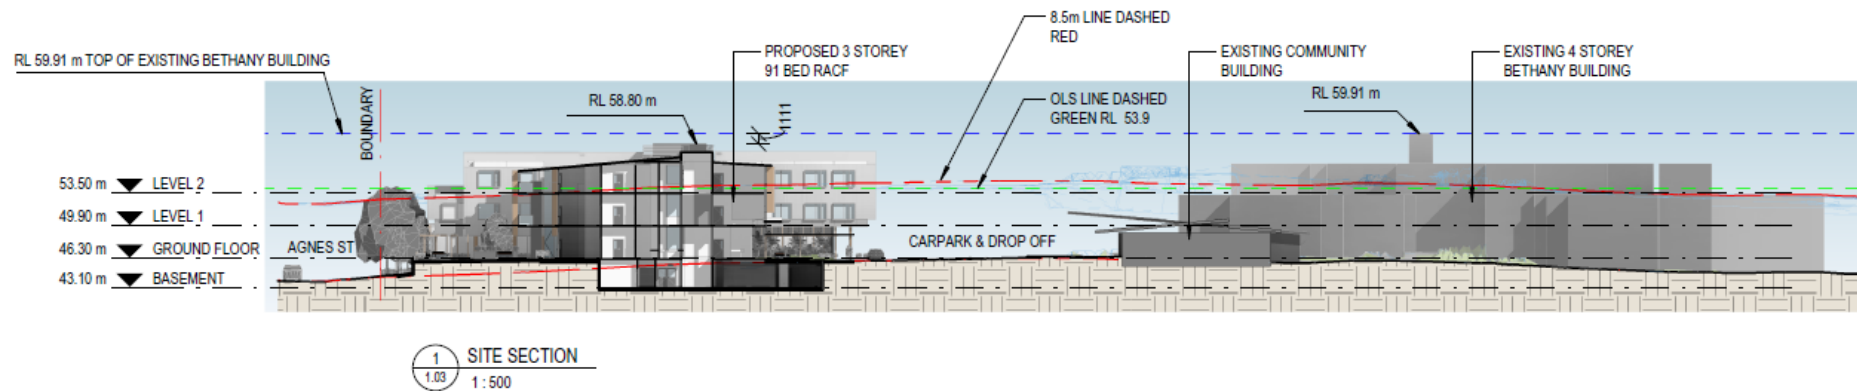 8.5m LINE DASHED
RED
RL 59.91 m TOP OF EXISTING BETHANY BUILDING
PROPOSED 3 STOREY
91 BED RACF
EXISTING COMMUNITY
BUILDING
EXISTING 4 STOREY
BETHANY BUILDING
BOUNDARY
RL 58.80 m
1111
OLS LINE DASHED
GREEN RL 53.9
RL 59.91 m
53.50 m LEVEL 2
49.90 m LEVEL 1
46.30 m GROUND FLOOR
AGNES ST
CARPARK & DROP OFF
43.10 m BASEMENT
1
1.03
SITE SECTION
1 : 500